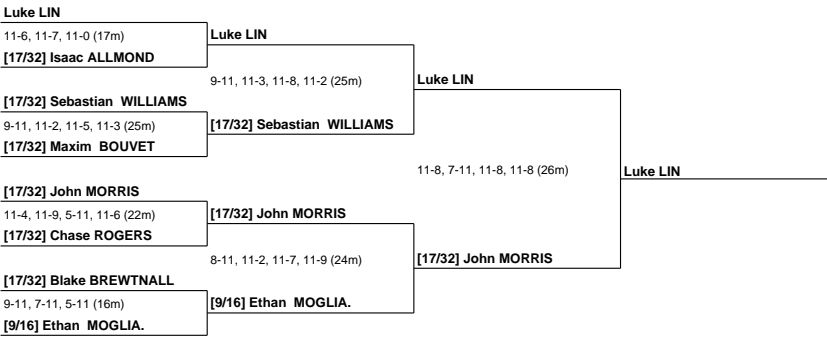 Luke LIN
11-6, 11-7, 11-0 (17m)
[17/32] Isaac ALLMOND
[17/32] Sebastian WILLIAMS
9-11, 11-2, 11-5, 11-3 (25m)
[17/32] Maxim BOUVET
[17/32] John MORRIS
11-4, 11-9, 5-11, 11-6 (22m)
[17/32] Chase ROGERS
[17/32] Blake BREWTNALL
9-11, 7-11, 5-11 (16m)
[9/16] Ethan MOGLIA.
Luke LIN
9-11, 11-3, 11-8, 11-2 (25m)
[17/32] Sebastian WILLIAMS
[17/32] John MORRIS
8-11, 11-2, 11-7, 11-9 (24m)
[9/16] Ethan MOGLIA.
Luke LIN
11-8, 7-11, 11-8, 11-8 (26m)
[17/32] John MORRIS
Luke LIN